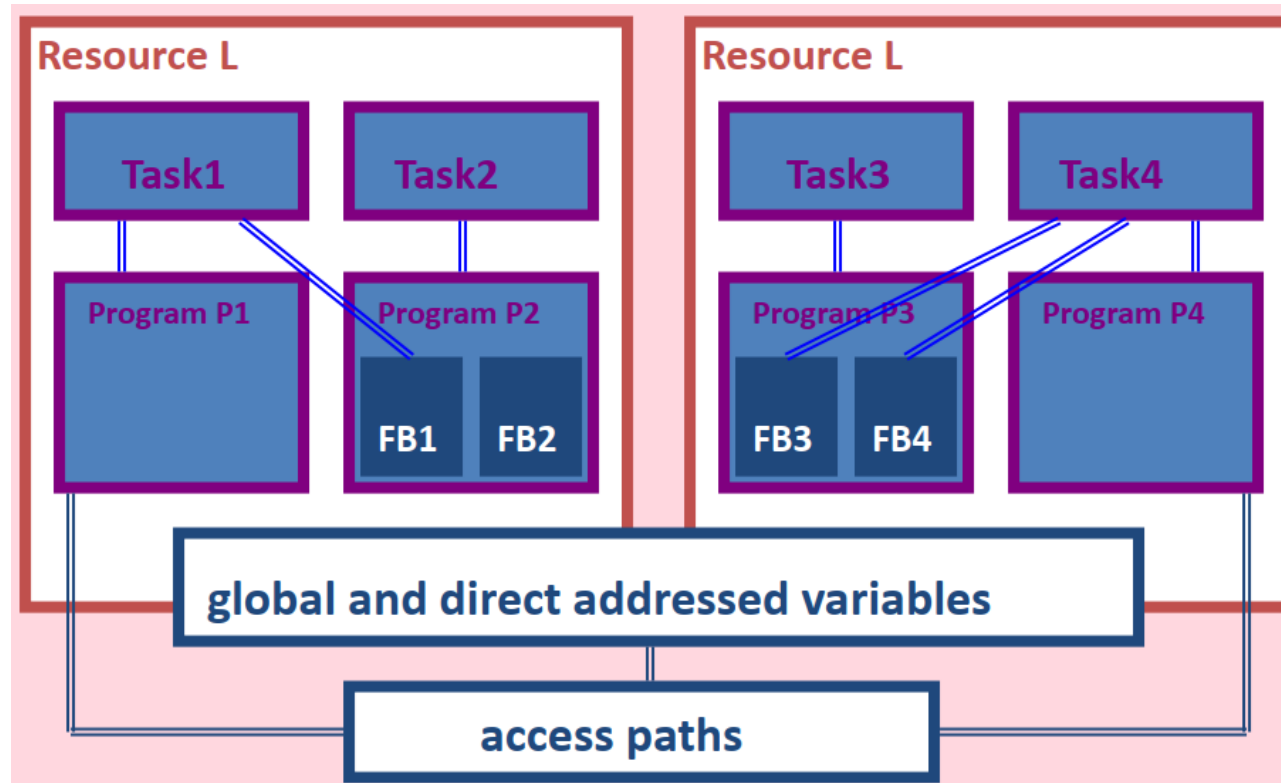 Resource L
Resource L
Task1
Task2
Task3
Task4
Program P1
Program P2
Program P3
Program P4
FB1
FB2
FB3
FB4
global and direct addressed variables
access paths